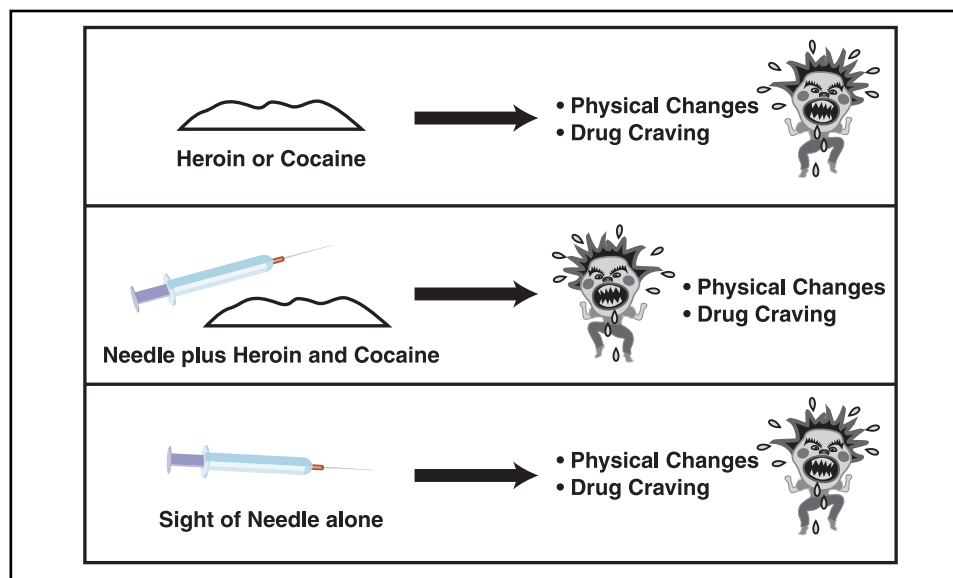 Heroin or Cocaine
• Physical Changes
• Drug Craving
Needle plus Heroin and Cocaine
• Physical Changes
• Drug Craving
Sight of Needle alone
• Physical Changes
• Drug Craving